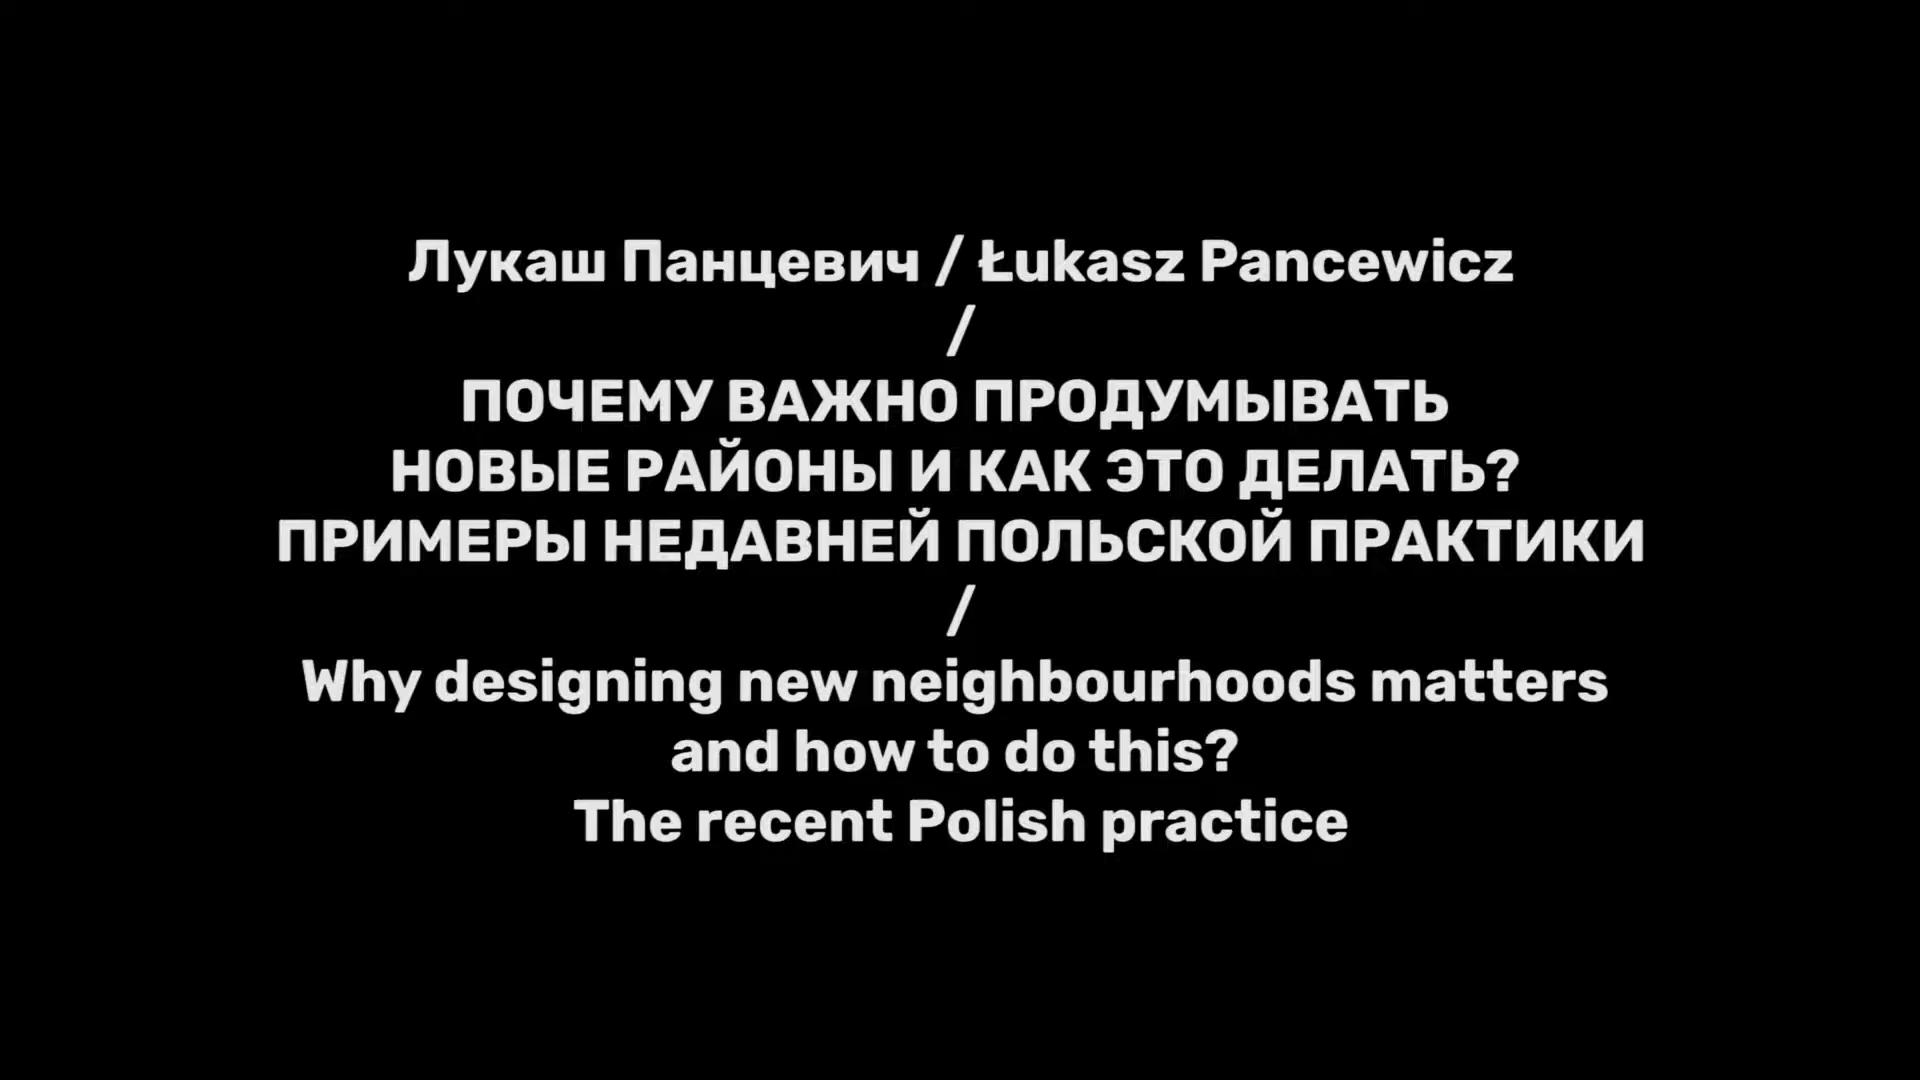 Лукаш Панцевич / Łukasz Pancewicz
/
ПОЧЕМУ ВАЖНО ПРОДУМЫВАТЬ
НОВЫЕ РАЙОНЫ И КАК ЭТО ДЕЛАТЬ?
ПРИМЕРЫ НЕДАВНЕЙ ПОЛЬСКОЙ ПРАКТИКИ
/
Why designing new neighbourhoods matters
and how to do this?
The recent Polish practice